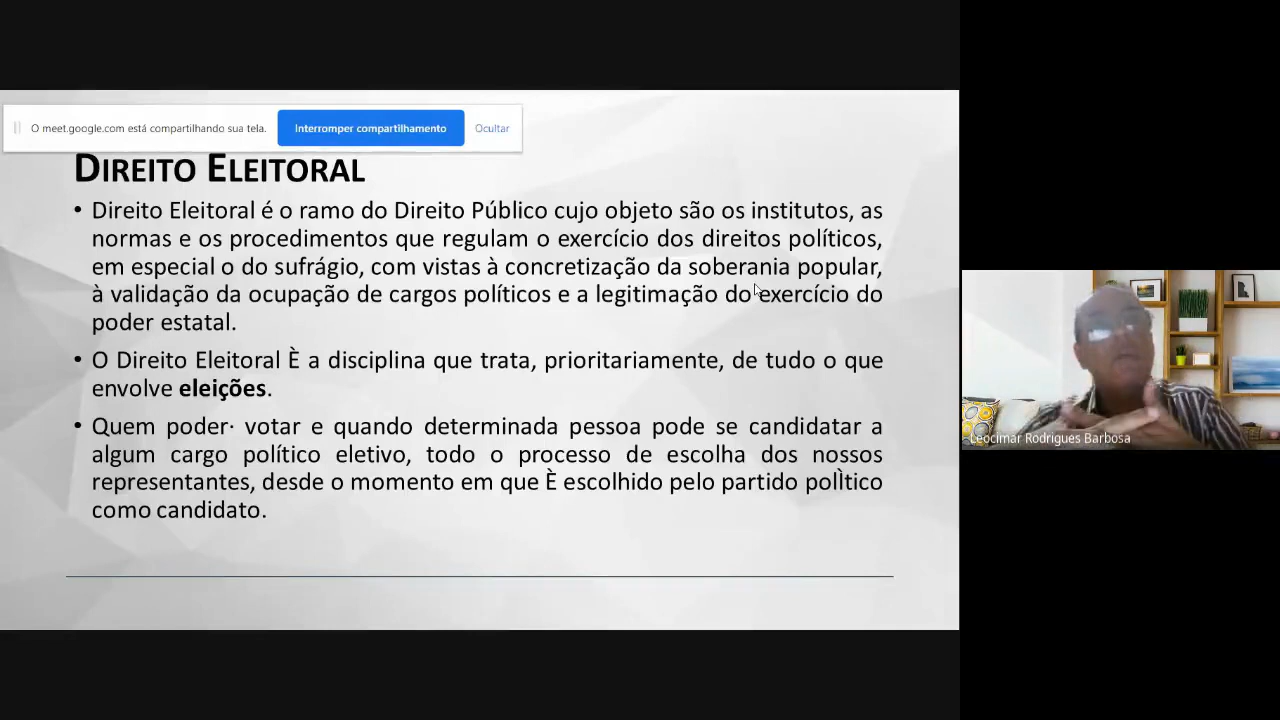 O meet.google.com está compartilhando sua tela. Interromper compartilhamento Ocultar
DIREITO ELEITORAL
• Direito Eleitoral é o ramo do Direito Público cujo objeto são os institutos, as
normas e os procedimentos que regulam o exercício dos direitos políticos,
em especial o do sufrágio, com vistas à concretização da soberania popular,
à validação da ocupação de cargos políticos e a legitimação do exercício do
poder estatal.
• O Direito Eleitoral È a disciplina que trata, prioritariamente, de tudo o que
envolve eleições.
• Quem poder· votar e quando determinada pessoa pode se candidatar a
algum cargo político eletivo, todo o processo de escolha dos nossos
representantes, desde o momento em que È escolhido pelo partido polÌtico
como candidato.
Leocimar Rodrigues Barbosa